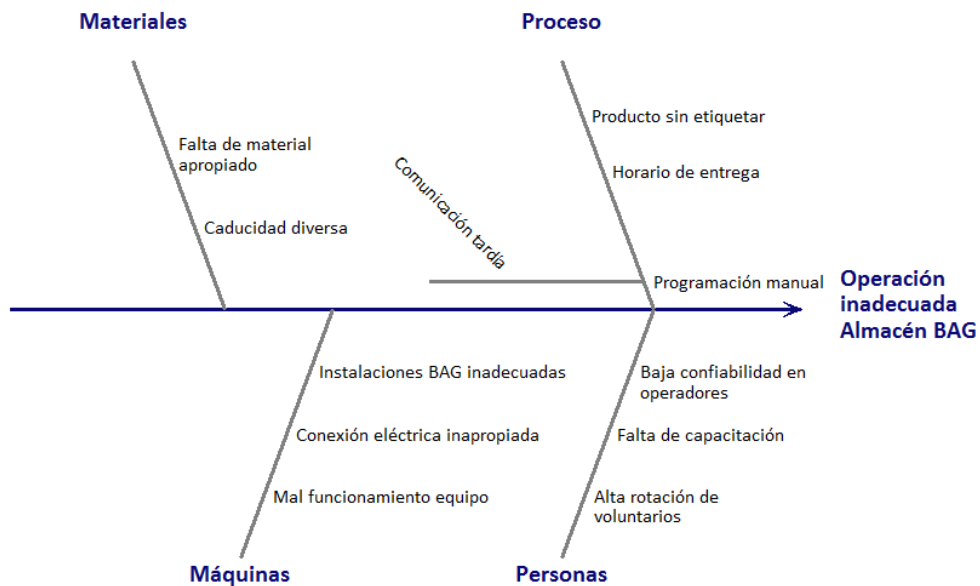 Materiales
Proceso
Producto sin etiquetar
Falta de material
apropiado
Horario de entrega
Comunicación tardía
Caducidad diversa
Programación manual
Operación
inadecuada
Almacén BAG
Instalaciones BAG inadecuadas
Baja confiabilidad en
operadores
Conexión eléctrica inapropiada
Falta de capacitación
Mal funcionamiento equipo
Alta rotación de
voluntarios
Máquinas
Personas